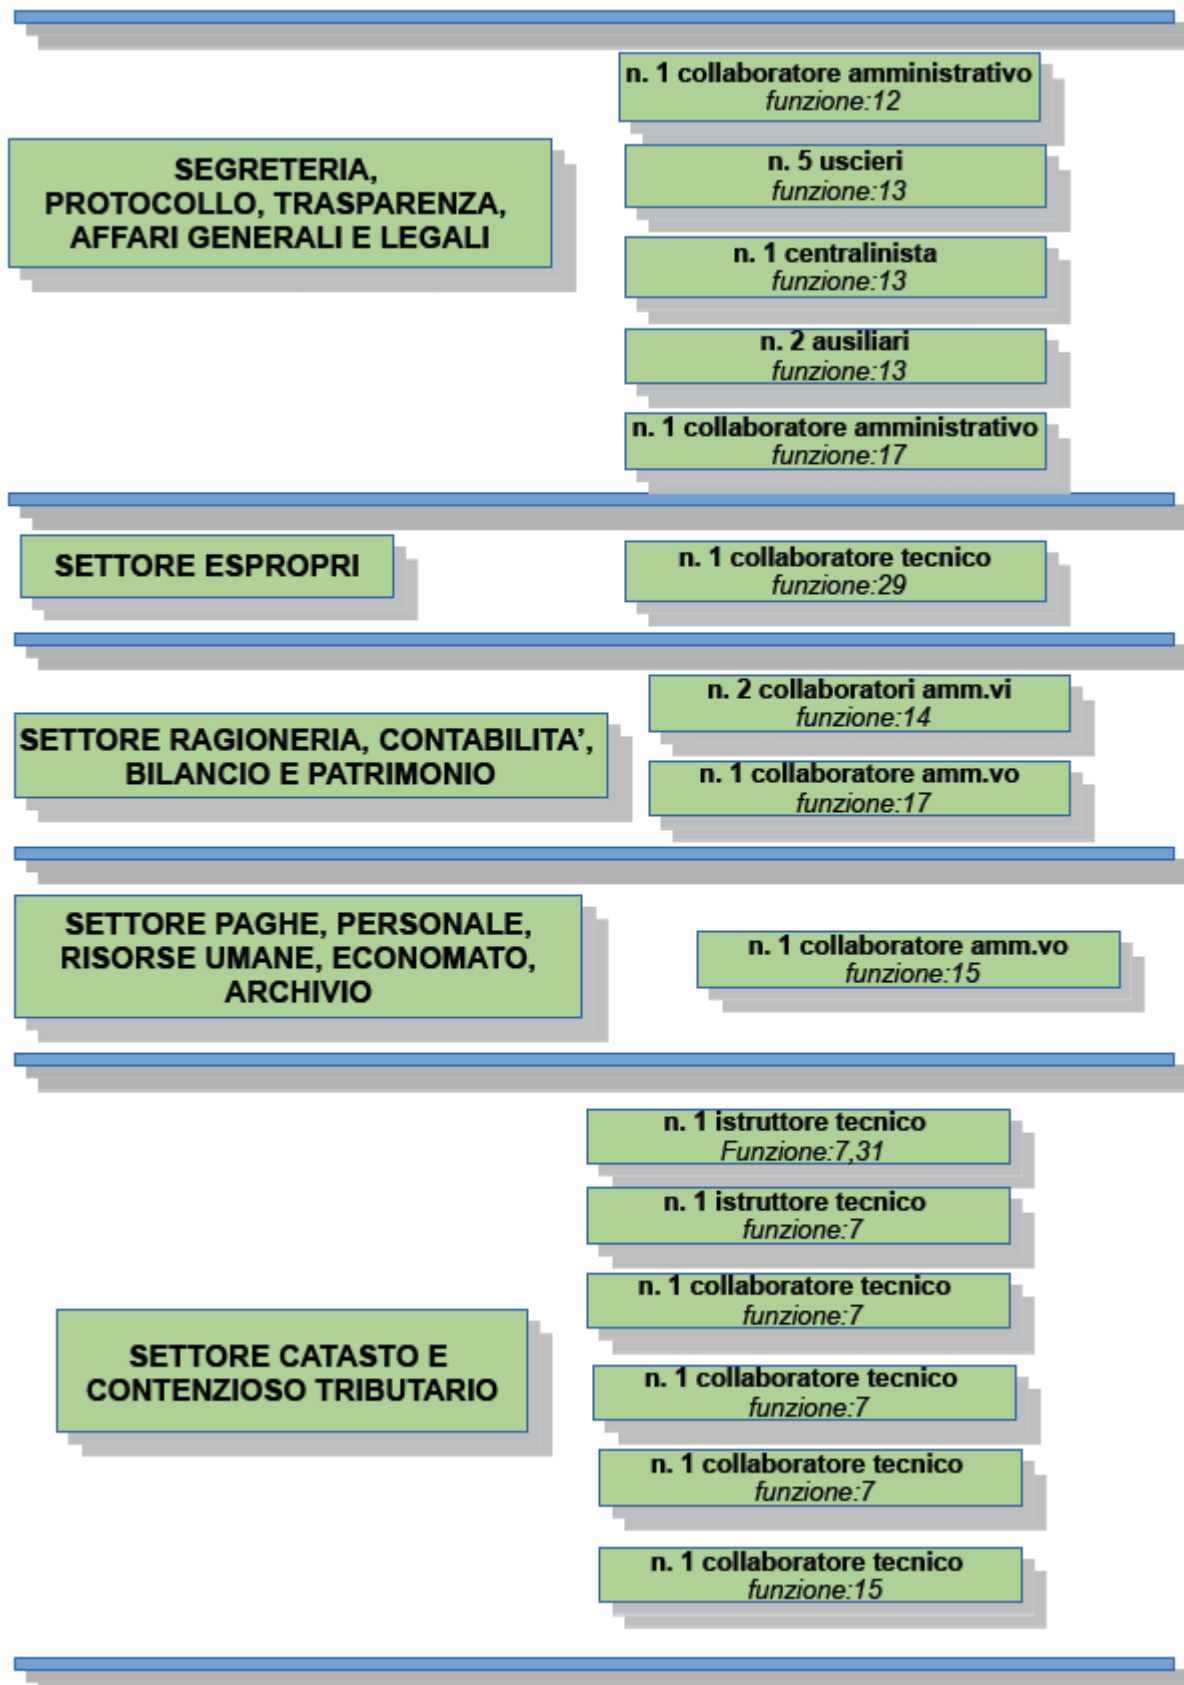 SEGRETERIA,
PROTOCOLLO, TRASPARENZA,
AFFARI GENERALI E LEGALI
n. 1 collaboratore amministrativo
funzione:12
n. 5 uscieri
funzione:13
n. 1 centralinista
funzione:13
n. 2 ausiliari
funzione:13
n. 1 collaboratore amministrativo
funzione:17
SETTORE ESPROPRI
n. 1 collaboratore tecnico
funzione:29
SETTORE RAGIONERIA, CONTABILITA’,
BILANCIO E PATRIMONIO
n. 2 collaboratori amm.vi
funzione:14
n. 1 collaboratore amm.vo
funzione:17
SETTORE PAGHE, PERSONALE,
RISORSE UMANE, ECONOMATO,
ARCHIVIO
n. 1 collaboratore amm.vo
funzione:15
SETTORE CATASTO E
CONTENZIOSO TRIBUTARIO
n. 1 istruttore tecnico
Funzione:7,31
n. 1 istruttore tecnico
funzione:7
n. 1 collaboratore tecnico
funzione:7
n. 1 collaboratore tecnico
funzione:7
n. 1 collaboratore tecnico
funzione:7
n. 1 collaboratore tecnico
funzione:15